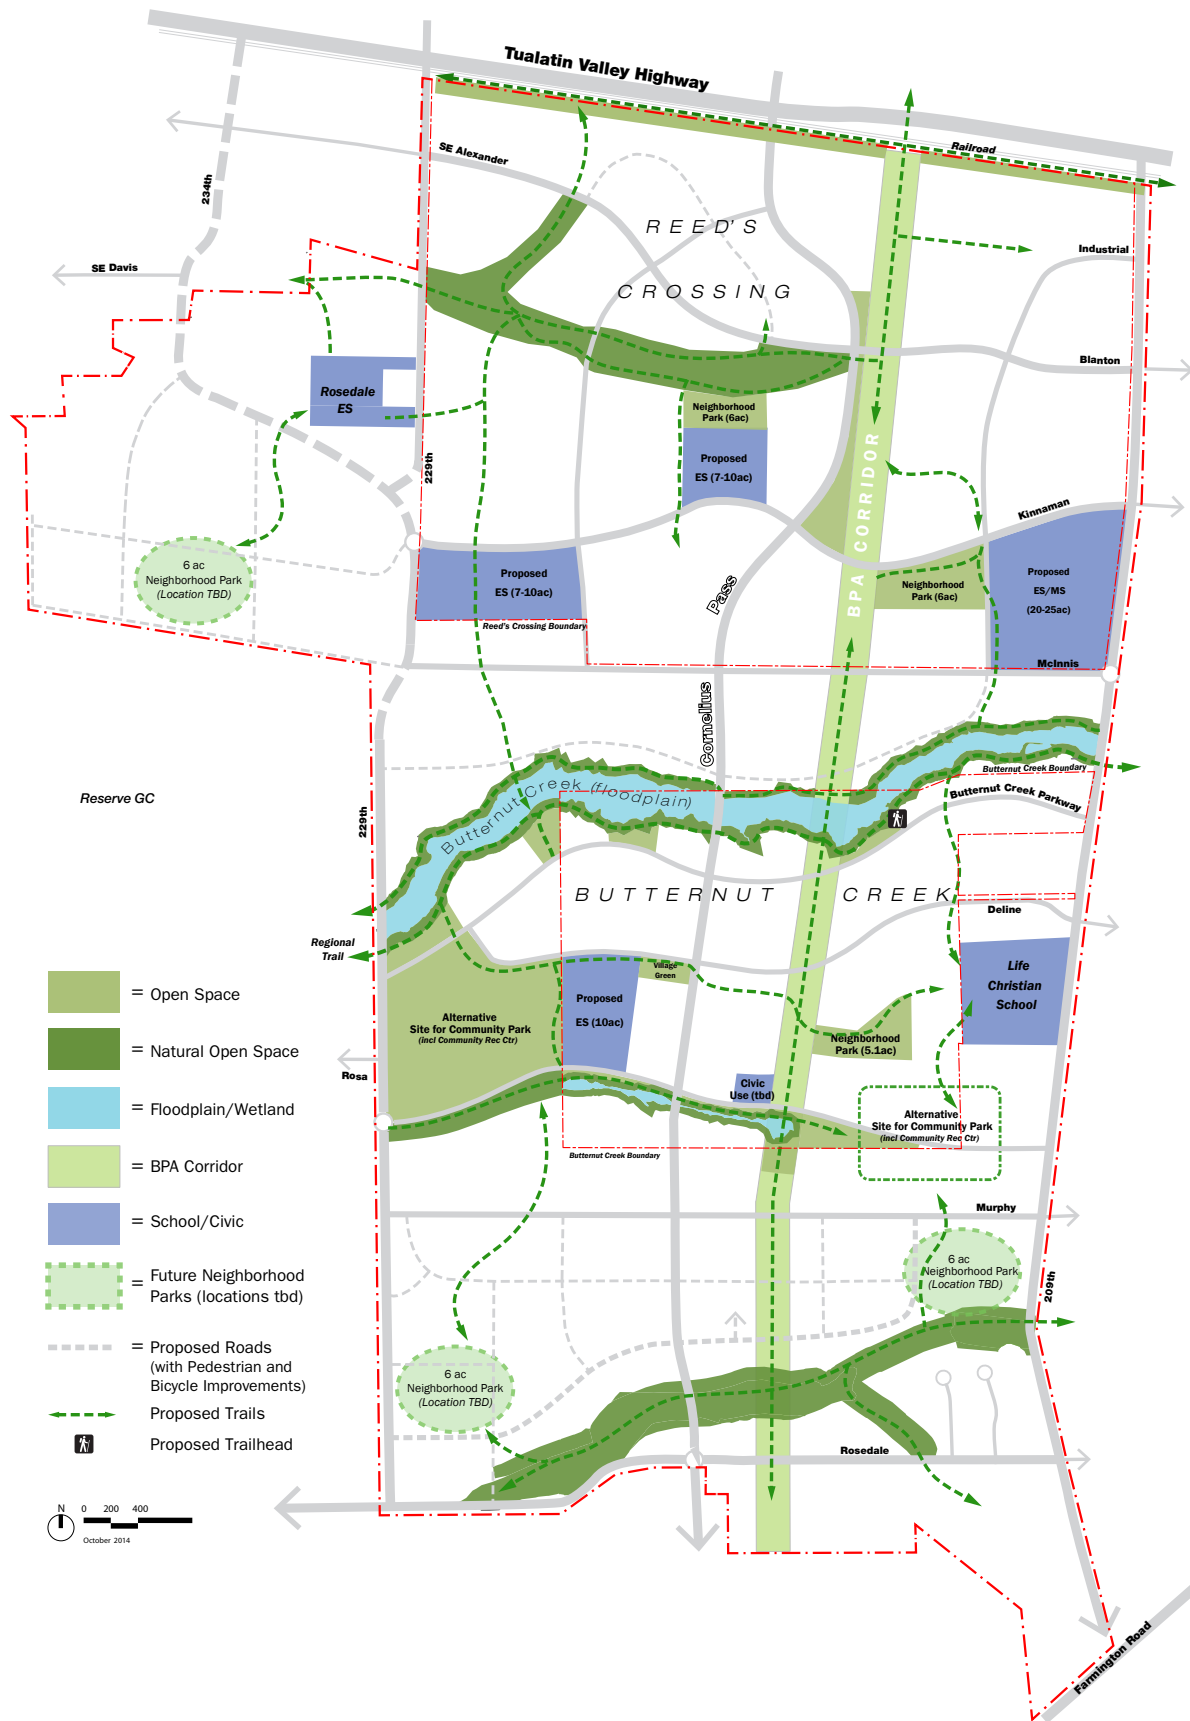 Tualatin Valley Highway
Railroad
SE Alexander
234th
REED'S
CROSSING
Industrial
SE Davis
Blanton
Rosedale
ES
Neighborhood
Park (6ac)
Proposed
ES (7-10ac)
229th
BPA CORRIDOR
Kinnaman
6 ac
Neighborhood Park
(Location TBD)
Proposed
ES (7-10ac)
Neighborhood
Park (6ac)
Proposed
ES/MS
(20-25ac)
Reed's Crossing Boundary
Pass
McInnis
Cornelius
Butternut Creek Boundary
Reserve GC
Butternut Creek (floodplain)
Butternut Creek Parkway
229th
BUTTERNUT CREEK
Deline
Regional
Trail
Village
Green
Life
Christian
School
Proposed
ES (10ac)
Alternative
Site for Community Park
(incl Community Rec Ctr)
Neighborhood
Park (5.1ac)
Rosa
Civic
Use (tbd)
Alternative
Site for Community Park
(incl Community Rec Ctr)
Butternut Creek Boundary
Murphy
6 ac
Neighborhood Park
(Location TBD)
209th
6 ac
Neighborhood Park
(Location TBD)
Rosedale
Farmington Road
= Open Space
= Natural Open Space
= Floodplain/Wetland
= BPA Corridor
= School/Civic
= Future Neighborhood
Parks (locations tbd)
= Proposed Roads
(with Pedestrian and
Bicycle Improvements)
Proposed Trails
Proposed Trailhead
N 0 200 400
October 2014